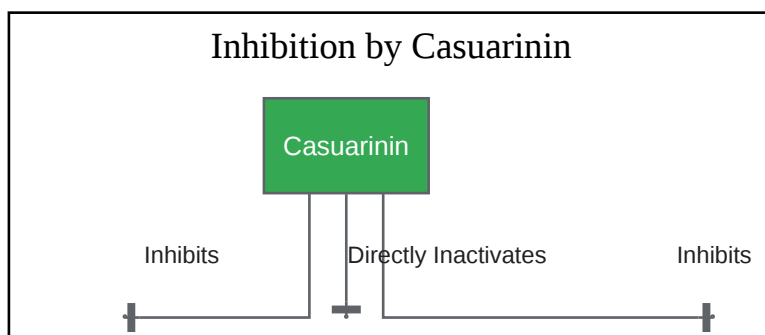 Inhibition by Casuarinin
Casuarinin
Inhibits Directly Inactivates Inhibits